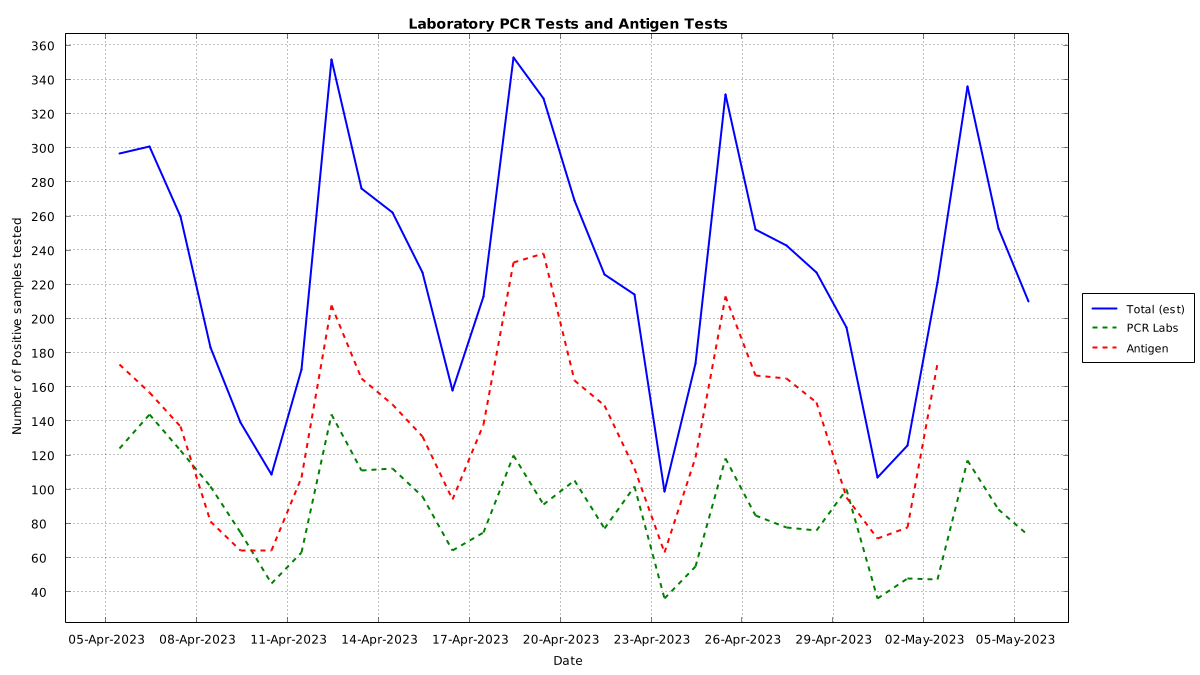 Laboratory PCR Tests and Antigen Tests
360
340
320
300
280
260
240
220
200
180
160
140
120
100
80
60
40
Number of Positive samples tested
05-Apr-2023 08-Apr-2023 11-Apr-2023 14-Apr-2023 17-Apr-2023 20-Apr-2023 23-Apr-2023 26-Apr-2023 29-Apr-2023 02-May-2023 05-May-2023
Date
Total (est)
PCR Labs
Antigen